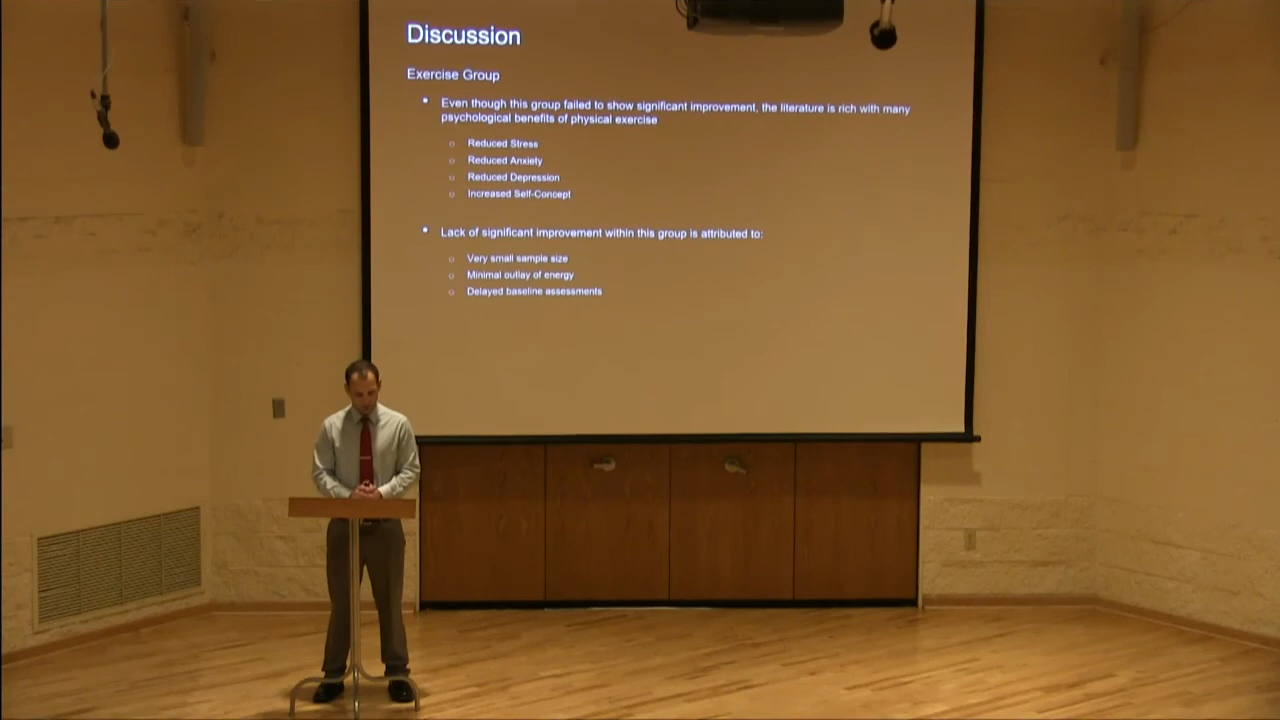 Discussion
Exercise Group
• Even though this group failed to show significant improvement, the literature is rich with many
psychological benefits of physical exercise
○ Reduced Stress
○ Reduced Anxiety
○ Reduced Depression
○ Increased Self-Concept
• Lack of significant improvement within this group is attributed to:
○ Very small sample size
○ Minimal outlay of energy
○ Delayed baseline assessments